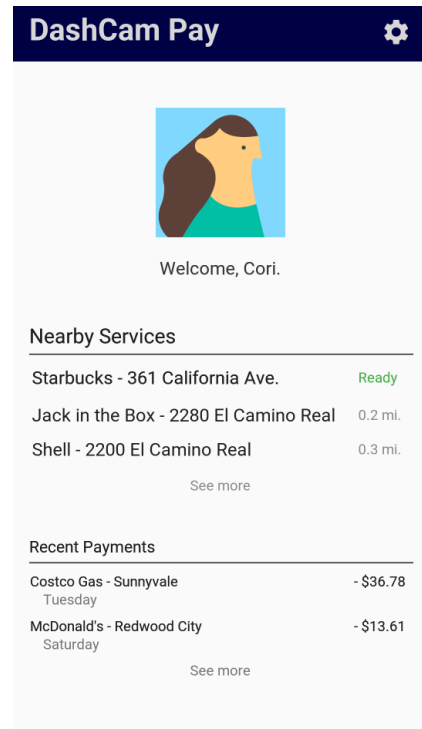 DashCam Pay
Welcome, Cori.
Nearby Services
Starbucks - 361 California Ave. Ready
Jack in the Box - 2280 El Camino Real 0.2 mi.
Shell - 2200 El Camino Real 0.3 mi.
See more
Recent Payments
Costco Gas - Sunnyvale - $36.78
Tuesday
McDonald's - Redwood City - $13.61
Saturday
See more